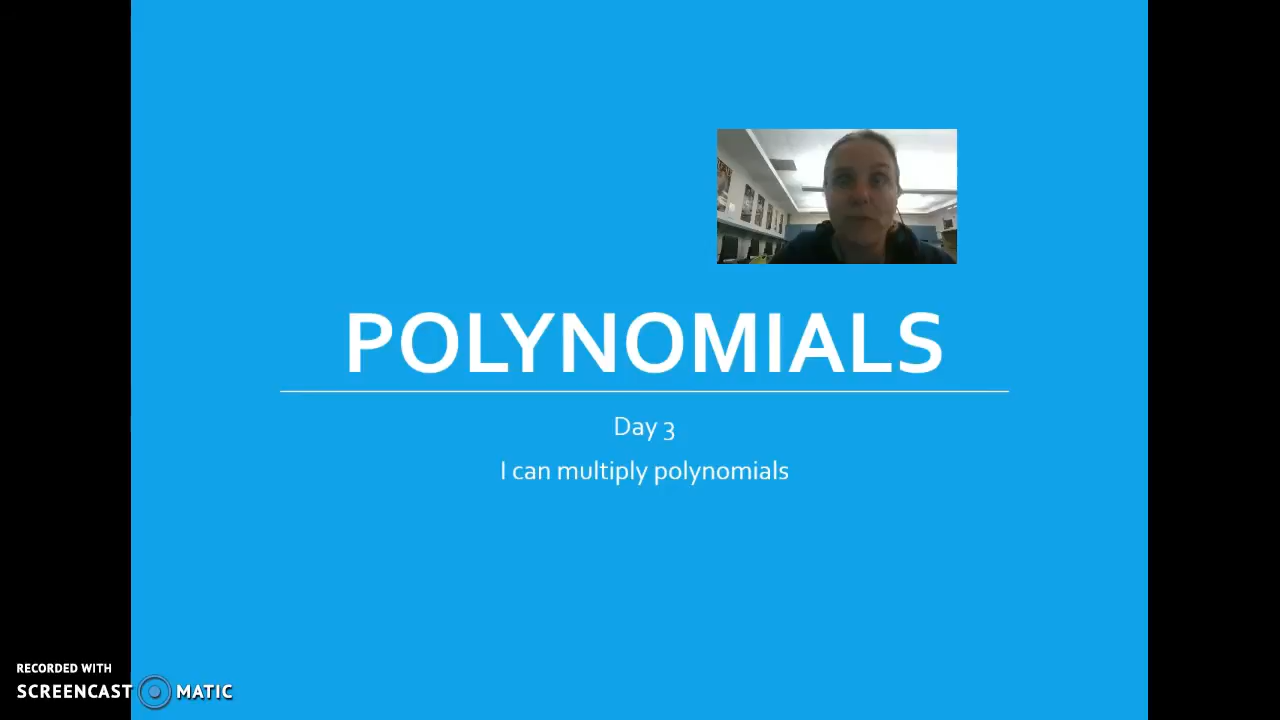 POLYNOMIALS
Day 3
I can multiply polynomials
RECORDED WITH
SCREENCAST MATIC